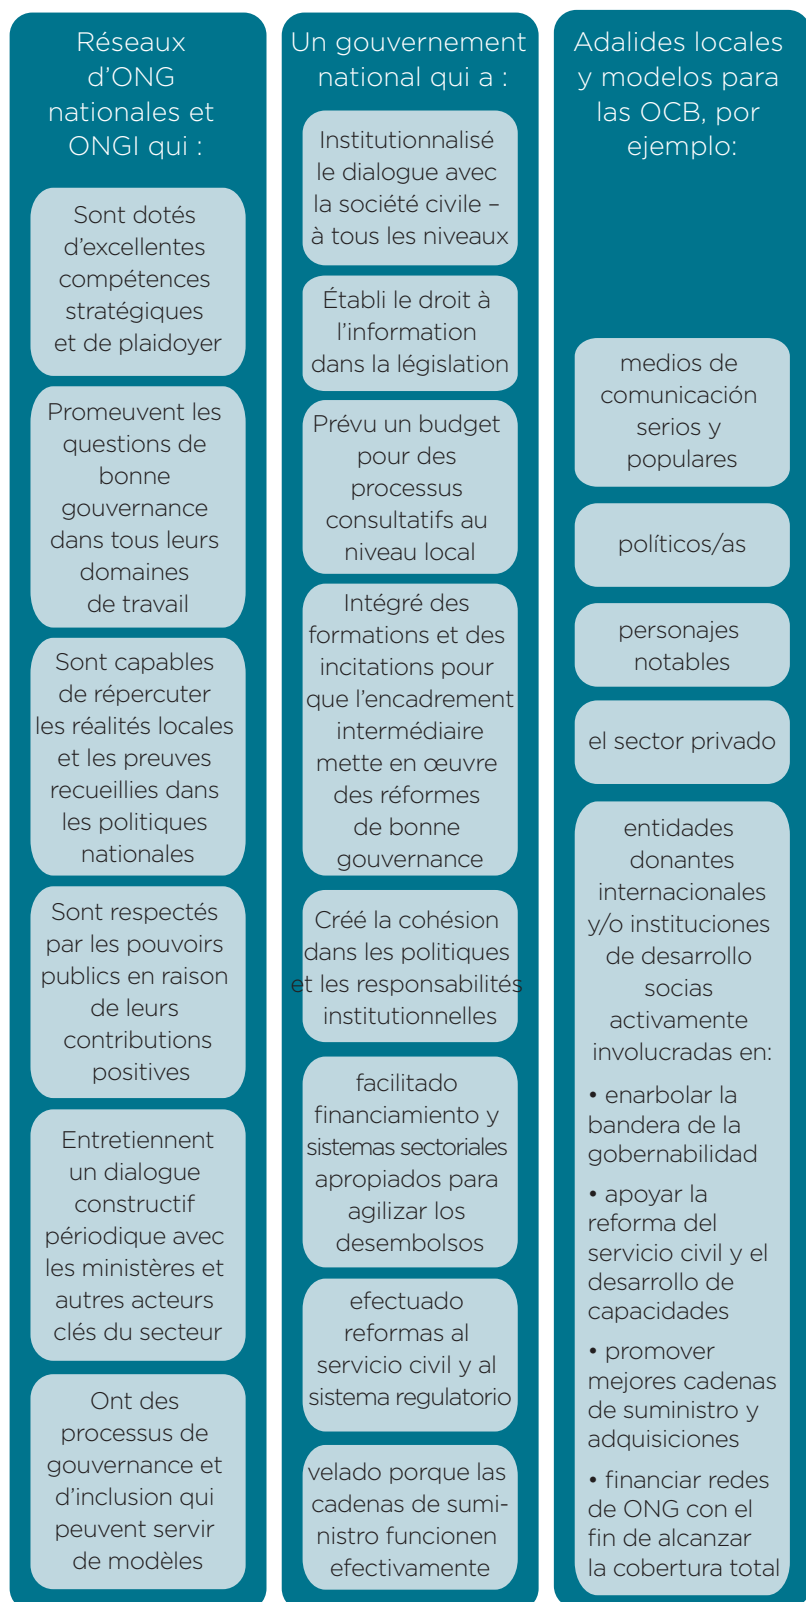 Réseaux
d’ONG
nationales et
ONGI qui :
Sont dotés
d’excellentes
compétences
stratégiques
et de plaidoyer
Promeuvent les
questions de
bonne
gouvernance
dans tous leurs
domaines
de travail
Sont capables
de répercuter
les réalités locales
et les preuves
recueillies dans
les politiques
nationales
Sont respectés
par les pouvoirs
publics en raison
de leurs
contributions
positives
Entretiennent
un dialogue
constructif
périodique avec
les ministères et
autres acteurs
clés du secteur
Ont des
processus de
gouvernance et
d’inclusion qui
peuvent servir
de modèles
Un gouvernement
national qui a :
Institutionnalisé
le dialogue avec
la société civile –
à tous les niveaux
Établi le droit à
l’information
dans la législation
Prévu un budget
pour des
processus
consultatifs au
niveau local
Intégré des
formations et des
incitations pour
que l’encadrement
intermédiaire
mette en œuvre
des réformes
de bonne
gouvernance
Créé la cohésion
dans les politiques
et les responsabilités
institutionnelles
facilitado
financiamiento y
sistemas sectoriales
apropiados para
agilizar los
desembolsos
efectuado
reformas al
servicio civil y al
sistema regulatorio
velado porque las
cadenas de sumi-
nistro funcionen
efectivamente
Adalides locales
y modelos para
las OCB, por
ejemplo:
medios de
comunicación
serios y
populares
políticos/as
personajes
notables
el sector privado
entidades
donantes
internacionales
y/o instituciones
de desarrollo
socias
activamente
involucradas en:
• enarbolar la
bandera de la
gobernabilidad
• apoyar la
reforma del
servicio civil y el
desarrollo de
capacidades
• promover
mejores cadenas
de suministro y
adquisiciones
• financiar redes
de ONG con el
fin de alcanzar
la cobertura total